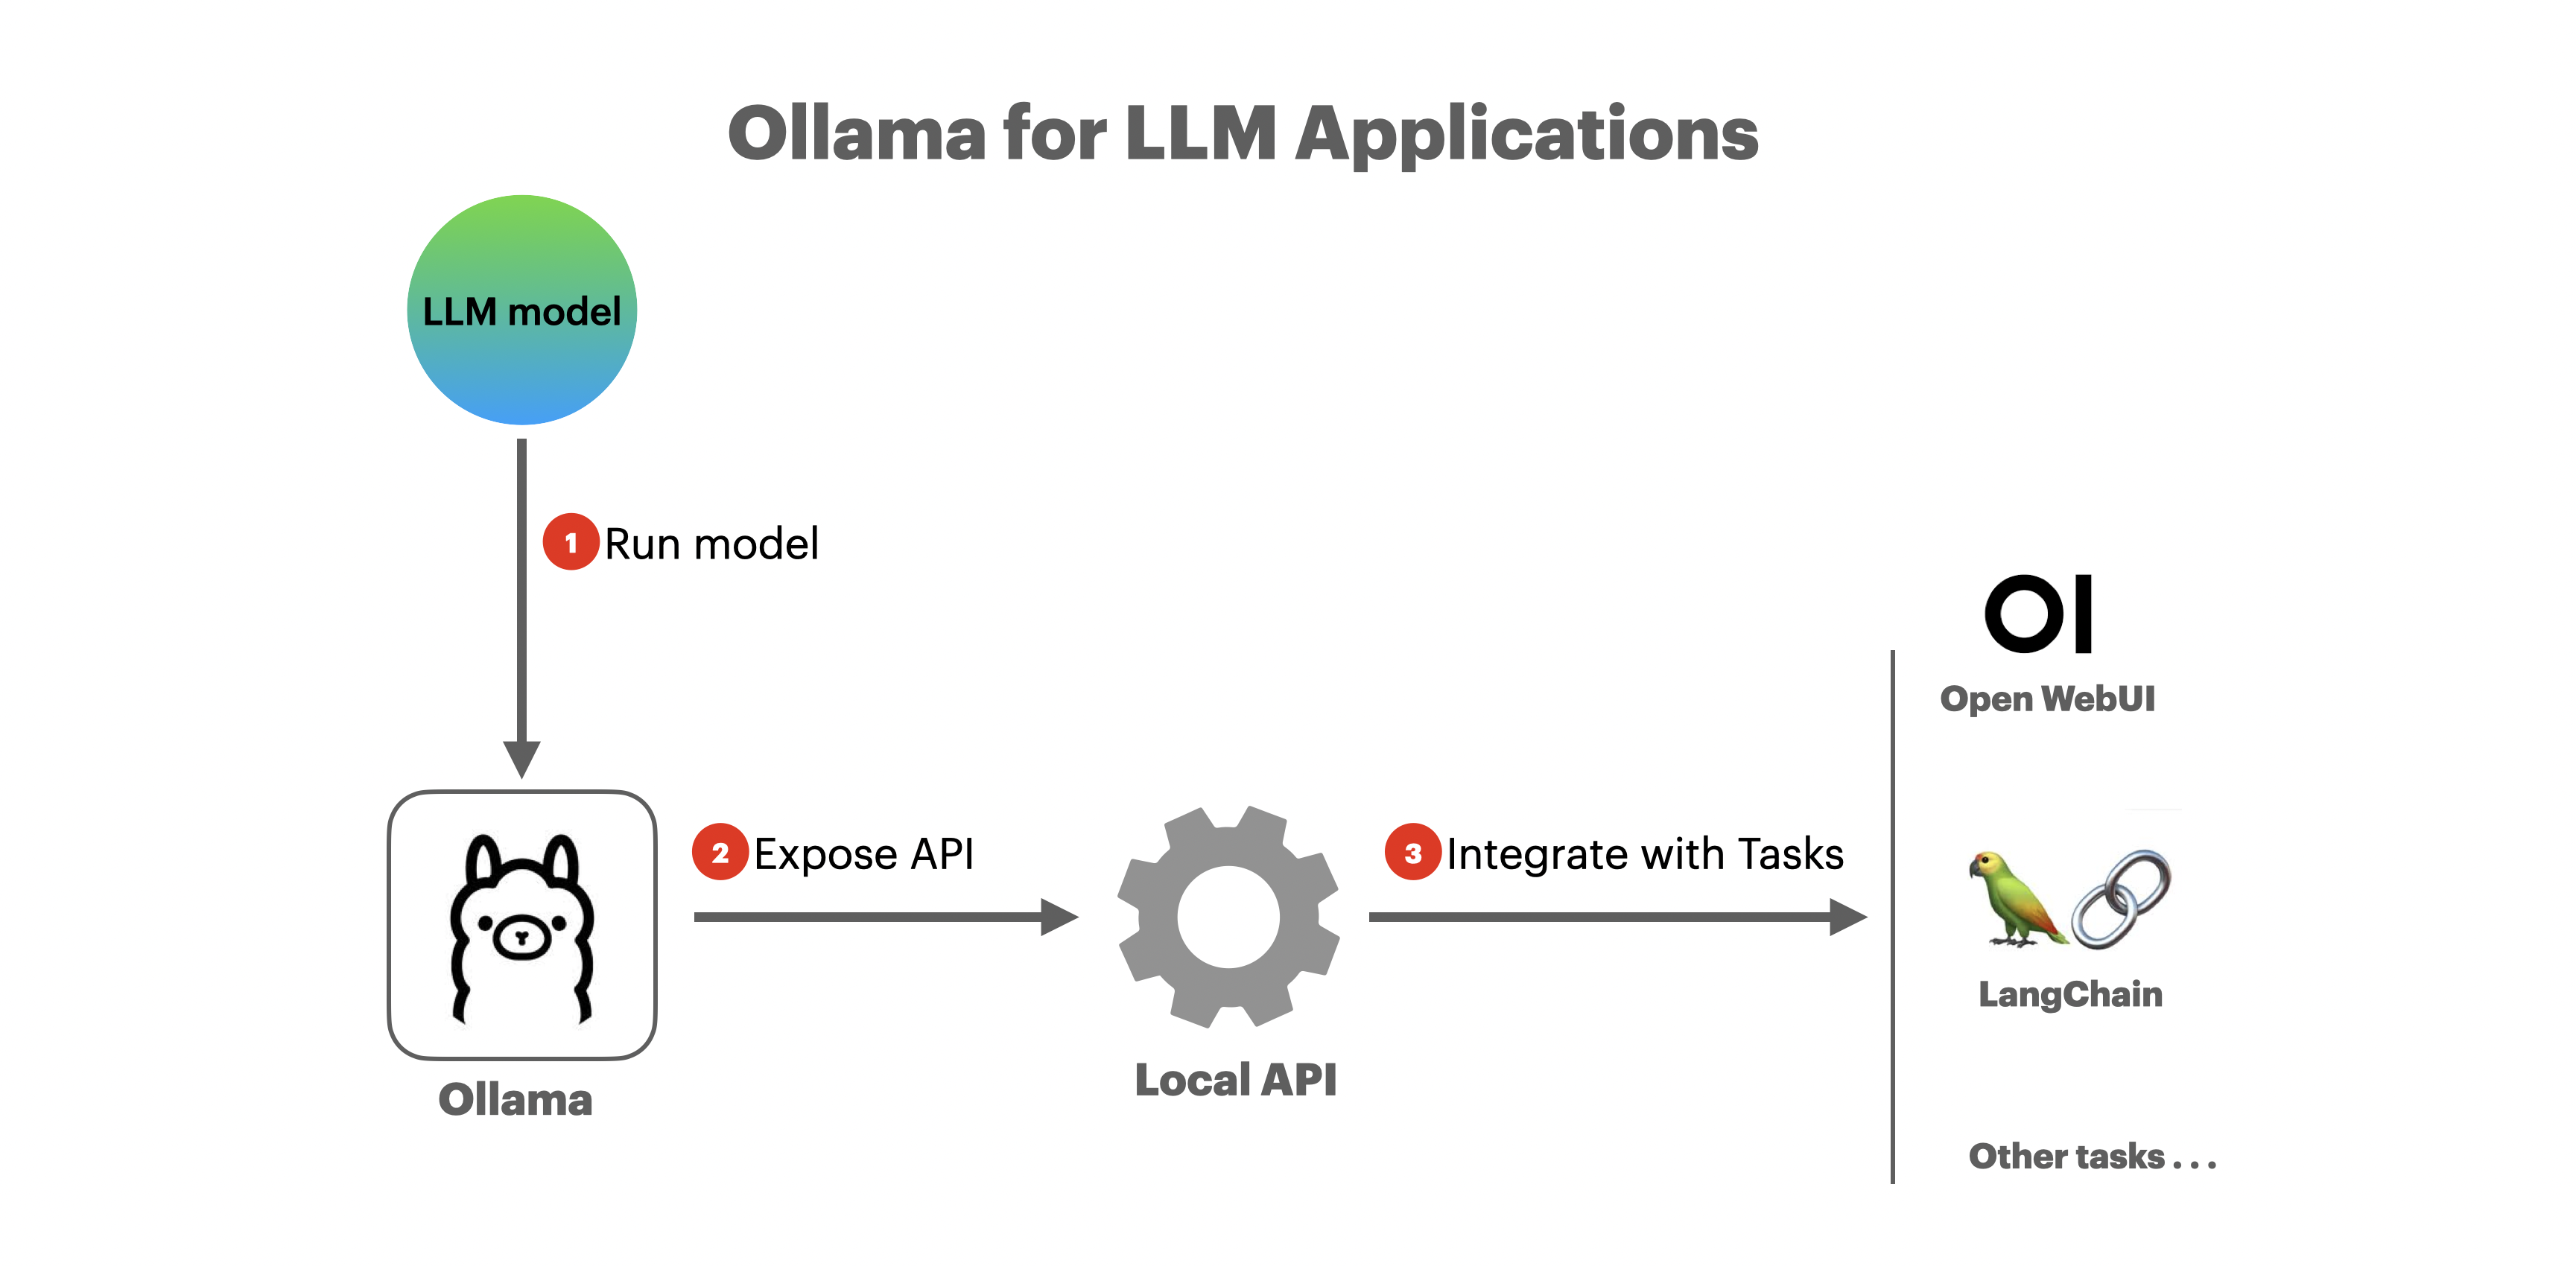 Ollama for LLM Applications
LLM model
1 Run model
2 Expose API
3 Integrate with Tasks
Ollama
Local API
OI
Open WebUI
LangChain
Other tasks . . .